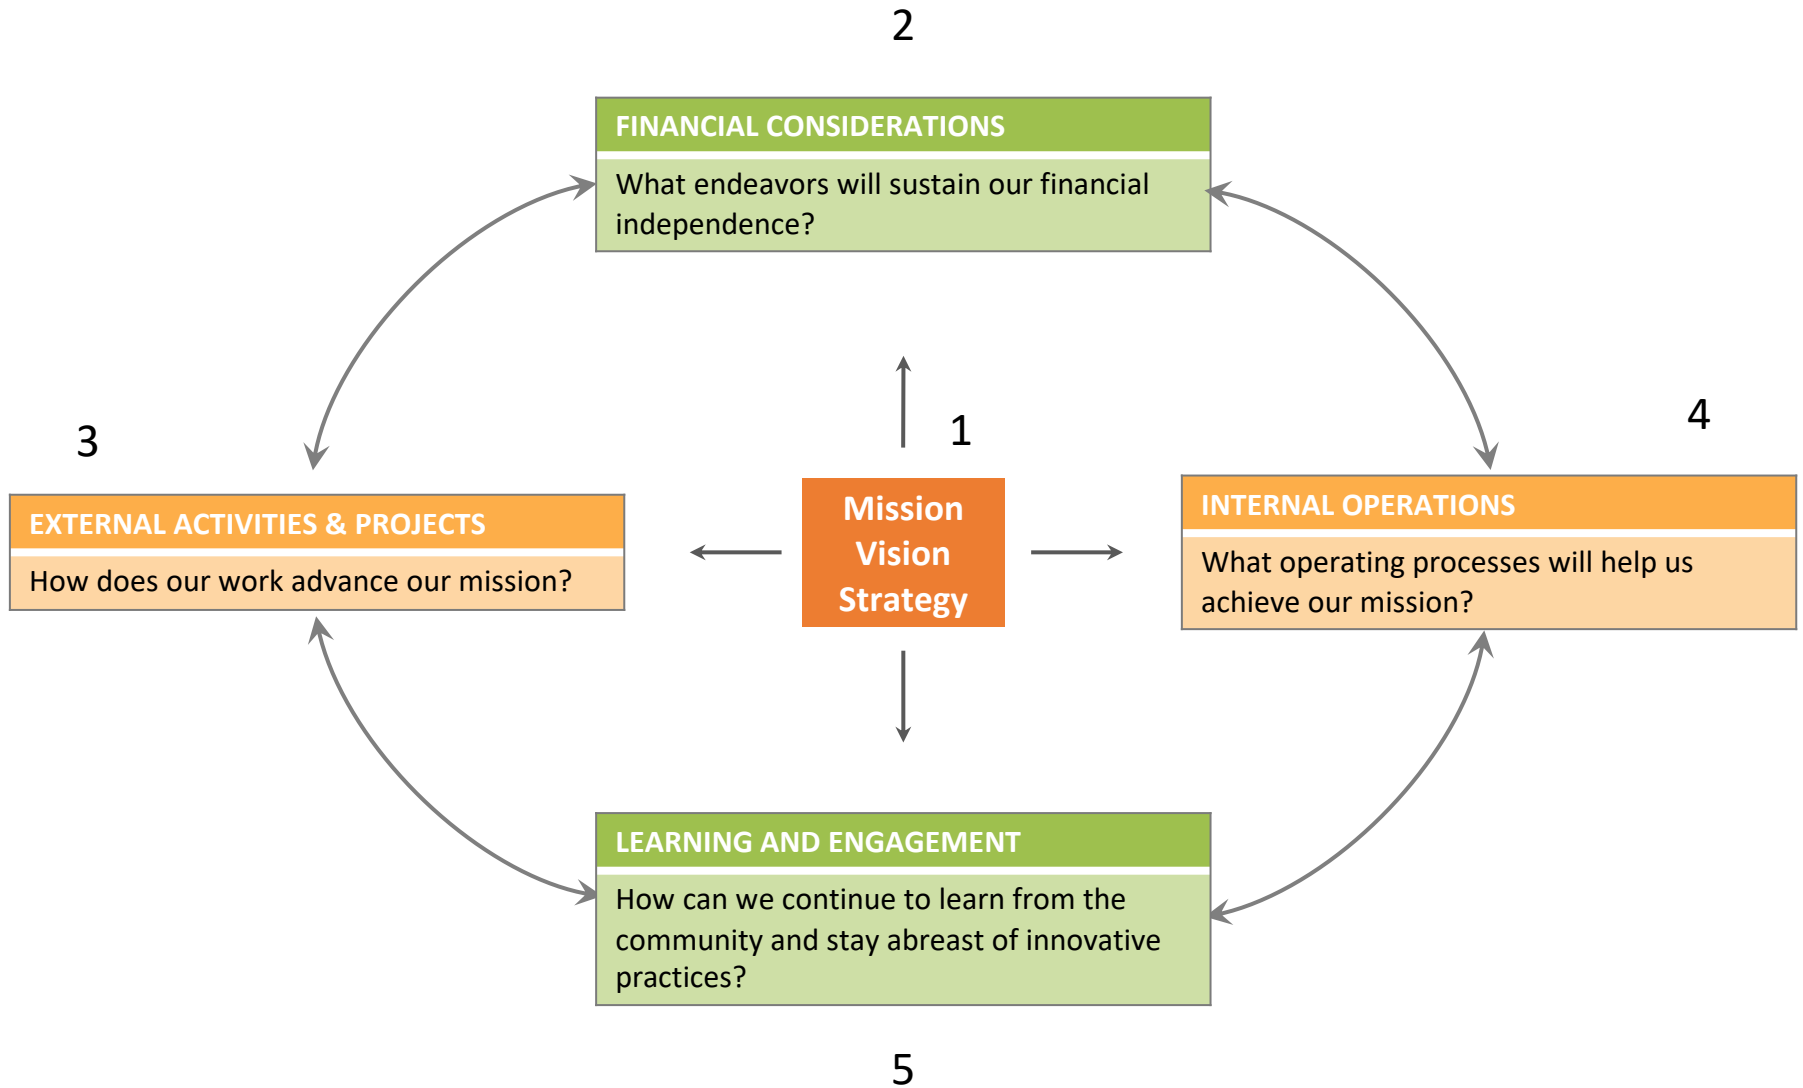 2
FINANCIAL CONSIDERATIONS
What endeavors will sustain our financial
independence?
3
EXTERNAL ACTIVITIES & PROJECTS
How does our work advance our mission?
1
Mission
Vision
Strategy
4
INTERNAL OPERATIONS
What operating processes will help us
achieve our mission?
LEARNING AND ENGAGEMENT
How can we continue to learn from the
community and stay abreast of innovative
practices?
5